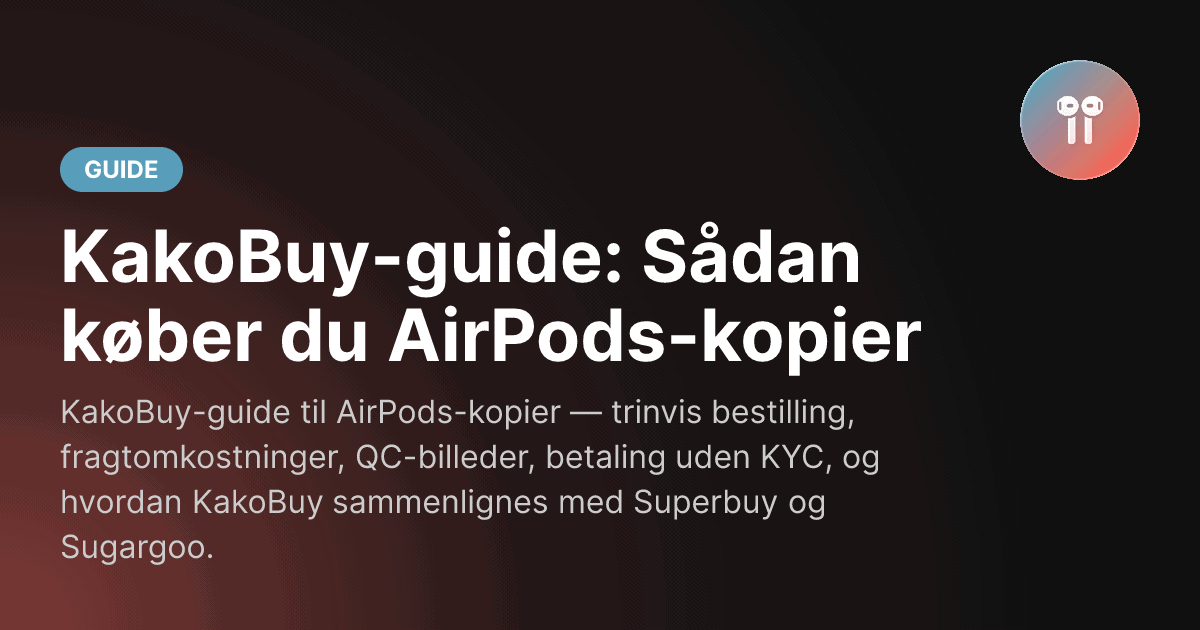 GUIDE
KakoBuy-guide: Sådan
køber du AirPods-kopier
KakoBuy-guide til AirPods-kopier — trinvis bestilling,
fragtomkostninger, QC-billeder, betaling uden KYC, og
hvordan KakoBuy sammenlignes med Superbuy og
Sugargoo.